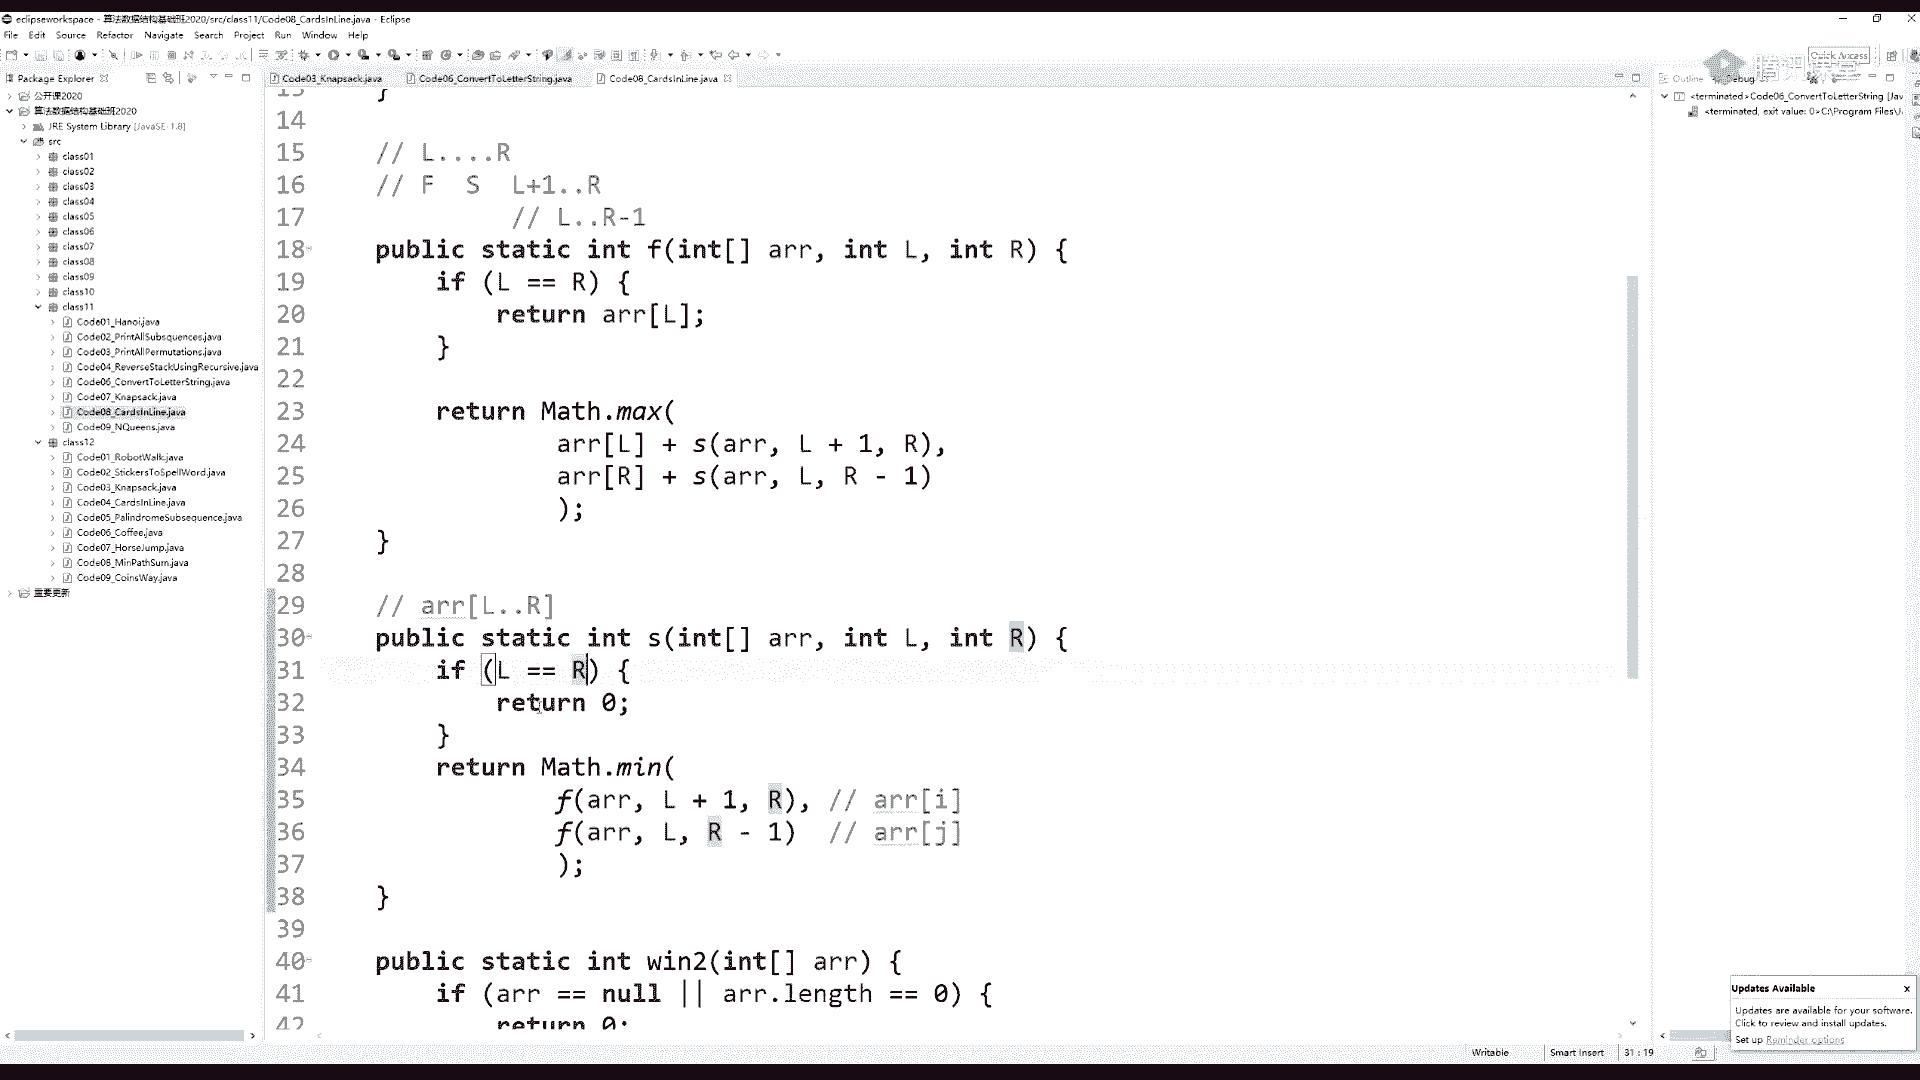 eclipseworkspace - 算法数据结构基础班2020/src/class11/Code08_CardsInLine.java - Eclipse
File Edit Source Refactor Navigate Search Project Run Window Help
Quick Access
腾讯课堂
Package Explorer
Code03_Knapsack.java
Code06_ConvertToLetterString.java
Code08_CardsInLine.java
Outline
Debug
公开课2020
算法数据结构基础班2020
JRE System Library [JavaSE-1.8]
src
class01
class02
class03
class04
class05
class06
class07
class08
class09
class10
class11
Code01_Hanoi.java
Code02_PrintAllSubsquences.java
Code03_PrintAllPermutations.java
Code04_ReverseStackUsingRecursive.java
Code06_ConvertToLetterString.java
Code07_Knapsack.java
Code08_CardsInLine.java
Code09_NQueens.java
class12
Code01_RobotWalk.java
Code02_StickersToSpellWord.java
Code03_Knapsack.java
Code04_CardsInLine.java
Code05_PalindromeSubsequence.java
Code06_Coffee.java
Code07_HorseJump.java
Code08_MinPathSum.java
Code09_CoinsWay.java
重要更新
}
14
15 // L....R
16 // F S L+1..R
17 // L..R-1
18 public static int f(int[] arr, int L, int R) {
19 if (L == R) {
20 return arr[L];
21 }
22
23 return Math.max(
24 arr[L] + s(arr, L + 1, R),
25 arr[R] + s(arr, L, R - 1)
26 );
27 }
28
29 // arr[L..R]
30 public static int s(int[] arr, int L, int R) {
31 if (L == R) {
32 return 0;
33 }
34 return Math.min(
35 f(arr, L + 1, R), // arr[i]
36 f(arr, L, R - 1) // arr[j]
37 );
38 }
39
40 public static int win2(int[] arr) {
41 if (arr == null || arr.length == 0) {
42 return 0;
<terminated>Code06_ConvertToLetterString [Jav
<terminated, exit value: 0>C:\Program Files\J
Updates Available
Updates are available for your software.
Click to review and install updates.
Set up Reminder options
Writable Smart Insert 31 : 19